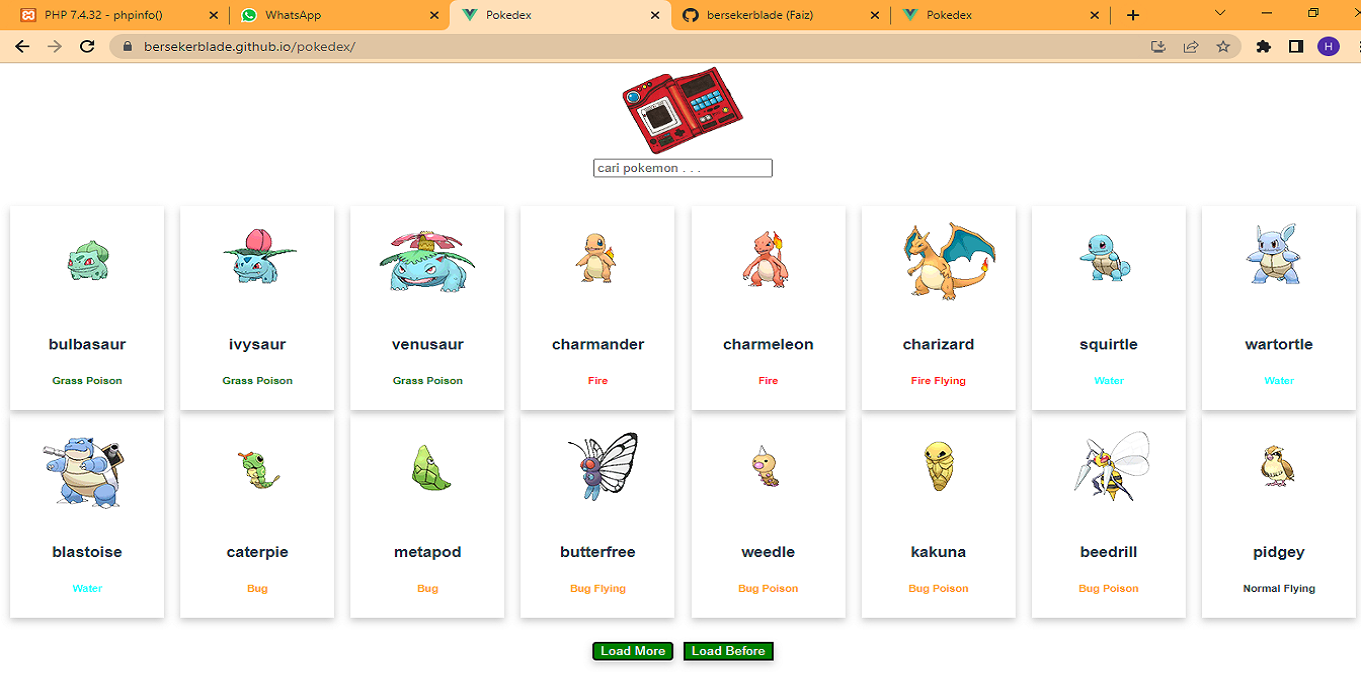 PHP 7.4.32 - phpinfo()
WhatsApp
Pokedex
bersekerblade (Faiz)
Pokedex
bersekerblade.github.io/pokedex/
H
cari pokemon . . .
bulbasaur
ivysaur
venusaur
charmander
charmeleon
charizard
squirtle
wartortle
Grass Poison
Grass Poison
Grass Poison
Fire
Fire
Fire Flying
Water
Water
blastoise
caterpie
metapod
butterfree
weedle
kakuna
beedrill
pidgey
Water
Bug
Bug
Bug Flying
Bug Poison
Bug Poison
Bug Poison
Normal Flying
Load More
Load Before